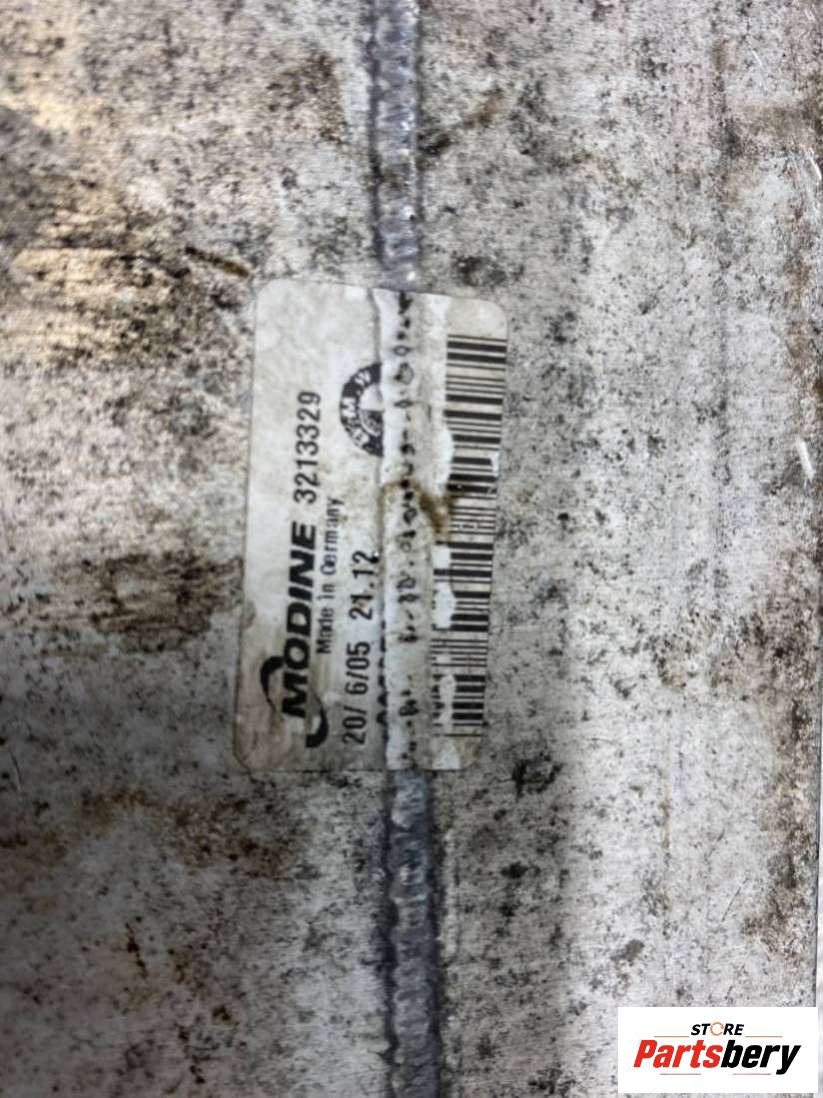 MODINE 3213329
Made in Germany
20/ 6/05 21.12
STORE
Partsbery